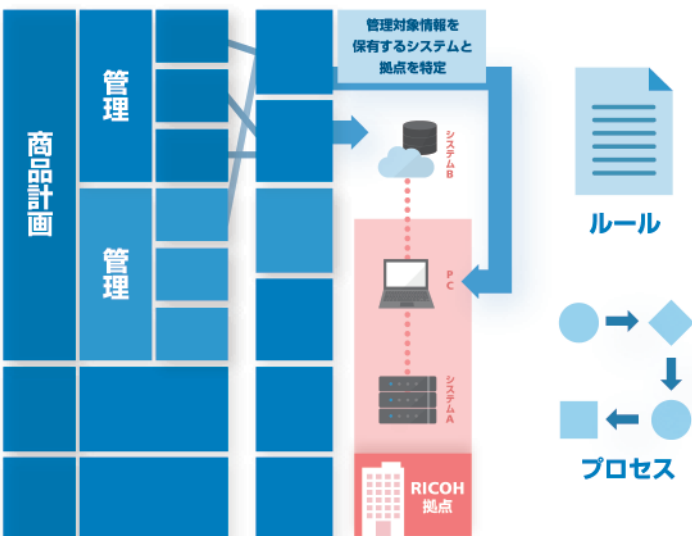 管理対象情報を
保有するシステムと
拠点を特定
商品計画
管理
管理
システムB
PC
システムA
RICOH
拠点
ルール
プロセス